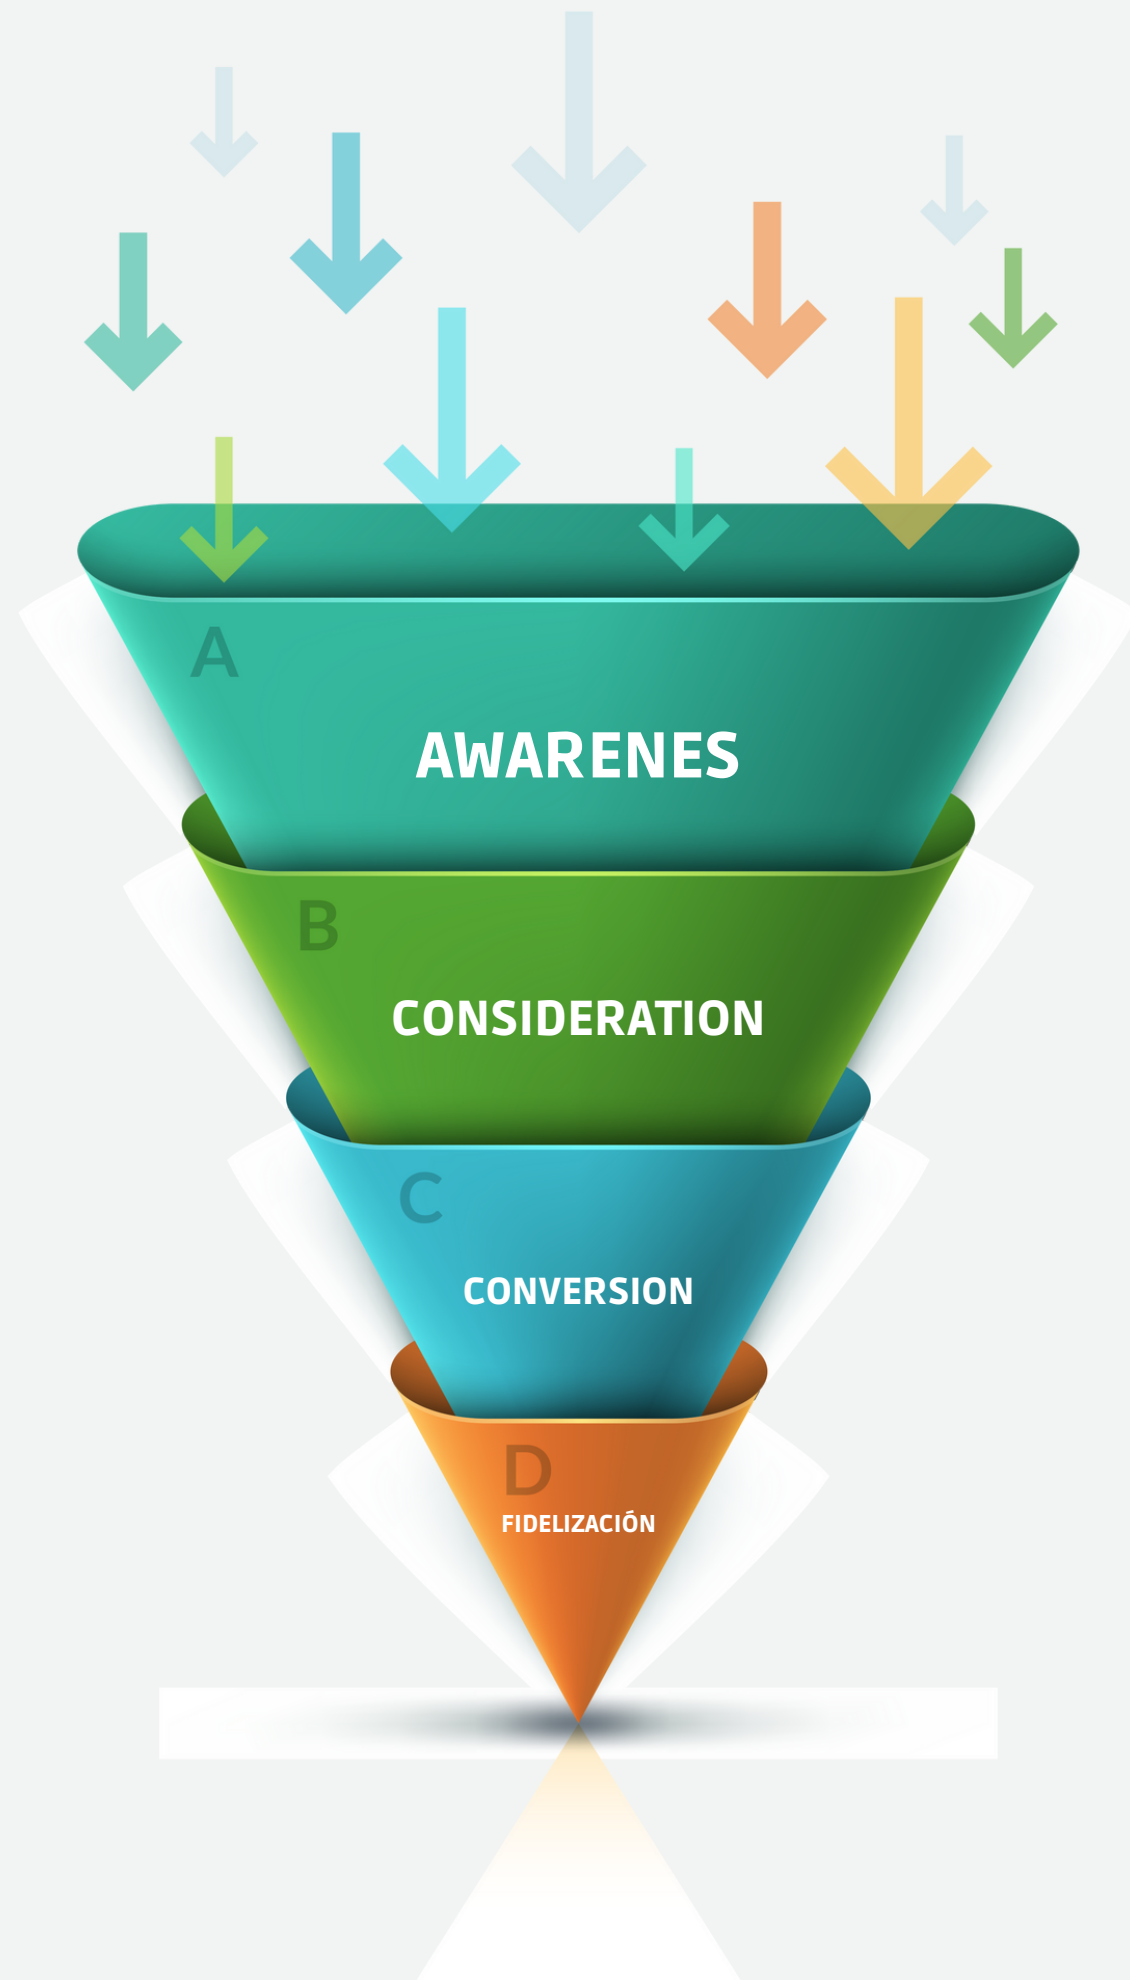 A
AWARENES
B
CONSIDERATION
C
CONVERSION
D
FIDELIZACIÓN